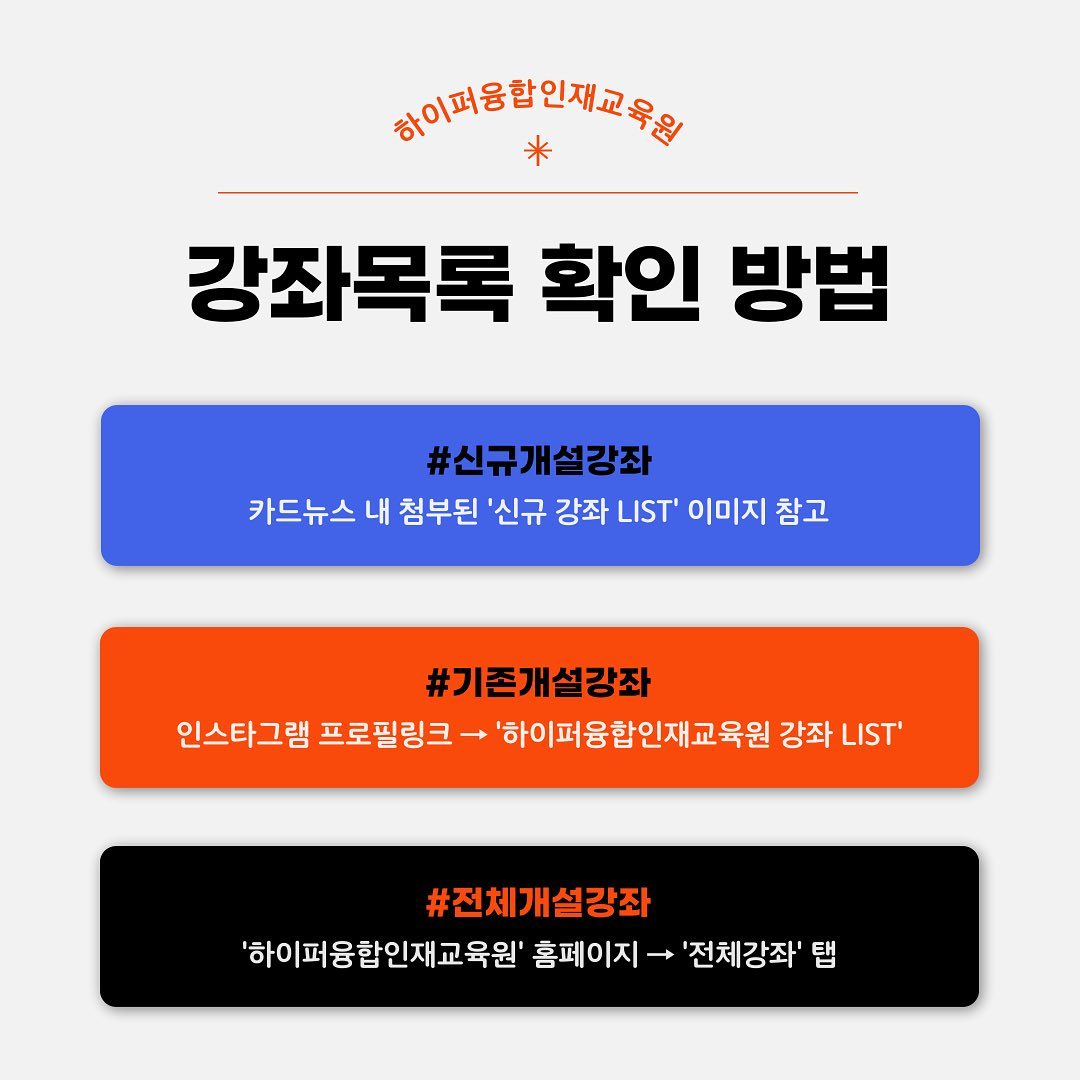 하이퍼융합인재교육원
강좌목록 확인 방법
#신규개설강좌
카드뉴스 내 첨부된 '신규 강좌 LIST' 이미지 참고
#기존개설강좌
인스타그램 프로필링크 → '하이퍼융합인재교육원 강좌 LIST'
#전체개설강좌
'하이퍼융합인재교육원' 홈페이지 → '전체강좌' 탭